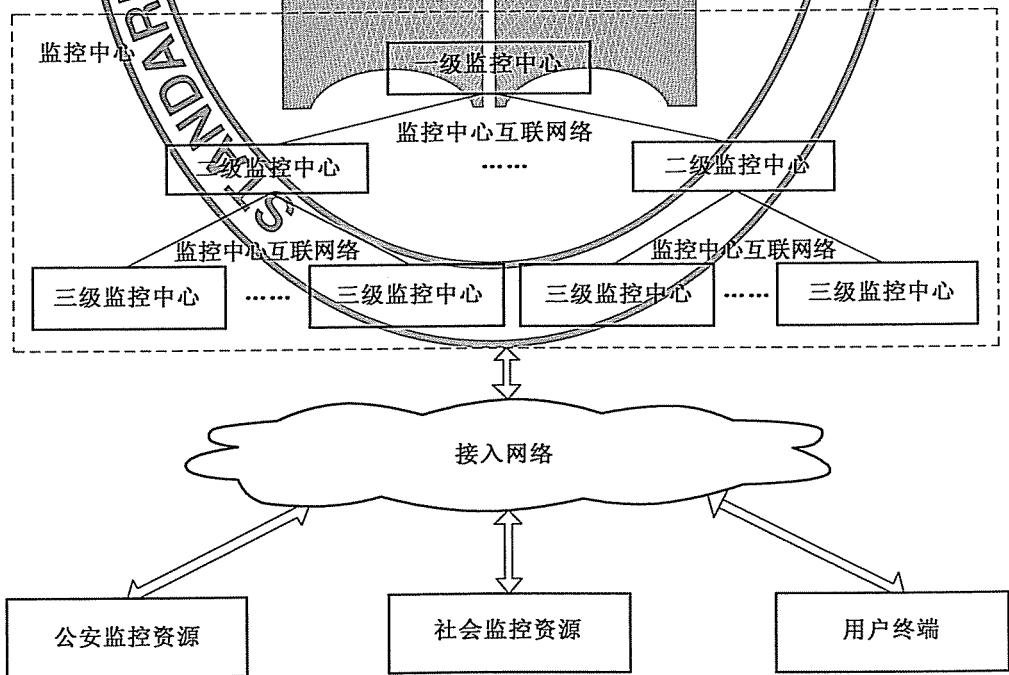 监控中心
一级监控中心
监控中心互联网络
二级监控中心
……
二级监控中心
监控中心互联网络
监控中心互联网络
三级监控中心
……
三级监控中心
三级监控中心
……
三级监控中心
接入网络
公安监控资源
社会监控资源
用户终端
STANDAR